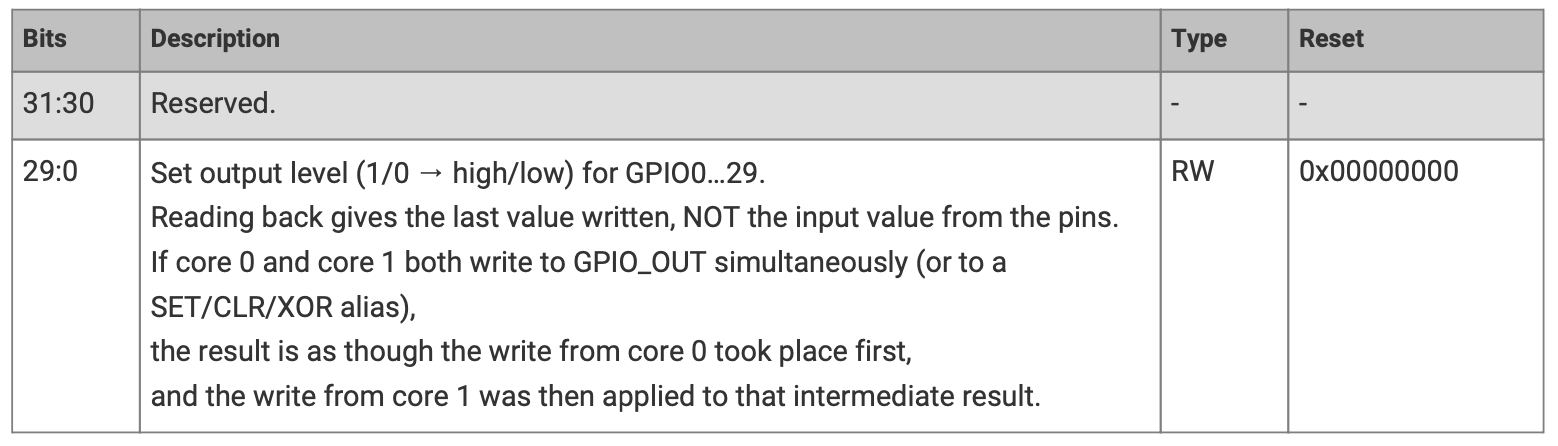 Bits Description Type Reset
31:30 Reserved. - -
29:0 Set output level (1/0 → high/low) for GPIO0…29. RW 0x00000000
Reading back gives the last value written, NOT the input value from the pins.
If core 0 and core 1 both write to GPIO_OUT simultaneously (or to a
SET/CLR/XOR alias),
the result is as though the write from core 0 took place first,
and the write from core 1 was then applied to that intermediate result.